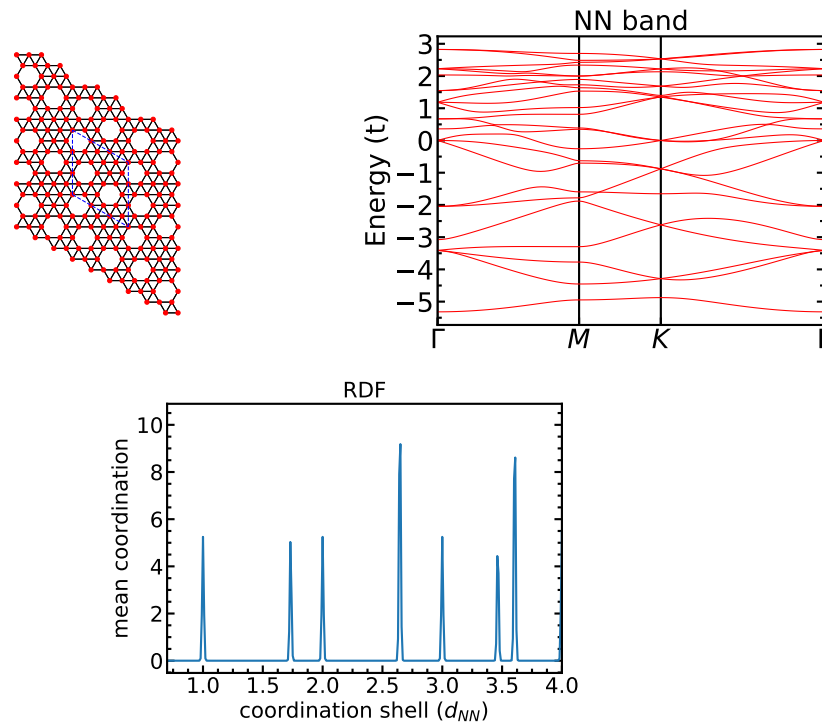 NN band
Energy (t)
3
2
1
0
−1
−2
−3
−4
−5
Γ M K Γ
RDF
mean coordination
10
8
6
4
2
0
1.0 1.5 2.0 2.5 3.0 3.5 4.0
coordination shell (dNN)